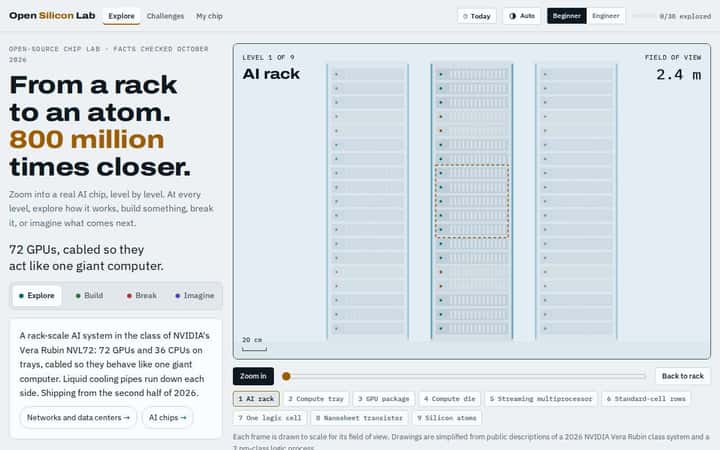 Open Silicon Lab
Explore
Challenges
My chip
Today
Auto
Beginner
Engineer
0/38 explored
OPEN-SOURCE CHIP LAB · FACTS CHECKED OCTOBER
2026
From a rack
to an atom.
800 million
times closer.
Zoom into a real AI chip, level by level. At every
level, explore how it works, build something, break
it, or imagine what comes next.
72 GPUs, cabled so they
act like one giant computer.
Explore
Build
Break
Imagine
A rack-scale AI system in the class of NVIDIA's
Vera Rubin NVL72: 72 GPUs and 36 CPUs on
trays, cabled so they behave like one giant
computer. Liquid cooling pipes run down each
side. Shipping from the second half of 2026.
Networks and data centers →
AI chips →
LEVEL 1 OF 9
AI rack
FIELD OF VIEW
2.4 m
20 cm
Zoom in
Back to rack
1 AI rack
2 Compute tray
3 GPU package
4 Compute die
5 Streaming multiprocessor
6 Standard-cell rows
7 One logic cell
8 Nanosheet transistor
9 Silicon atoms
Each frame is drawn to scale for its field of view. Drawings are simplified from public descriptions of a 2026 NVIDIA Vera Rubin class system and a